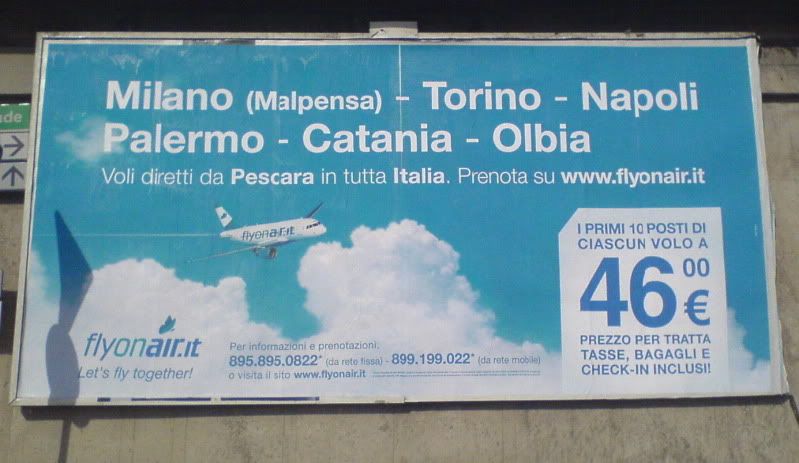 Milano (Malpensa) - Torino - Napoli
Palermo - Catania - Olbia
Voli diretti da Pescara in tutta Italia. Prenota su www.flyonair.it
flyonair.it
I PRIMI 10 POSTI DI
CIASCUN VOLO A
46,00 €
PREZZO PER TRATTA
TASSE, BAGAGLI E
CHECK-IN INCLUSI!
flyonair.it
Let's fly together!
Per informazioni e prenotazioni.
895.895.0822* (da rete fissa) - 899.199.022* (da rete mobile)
o visita il sito www.flyonair.it